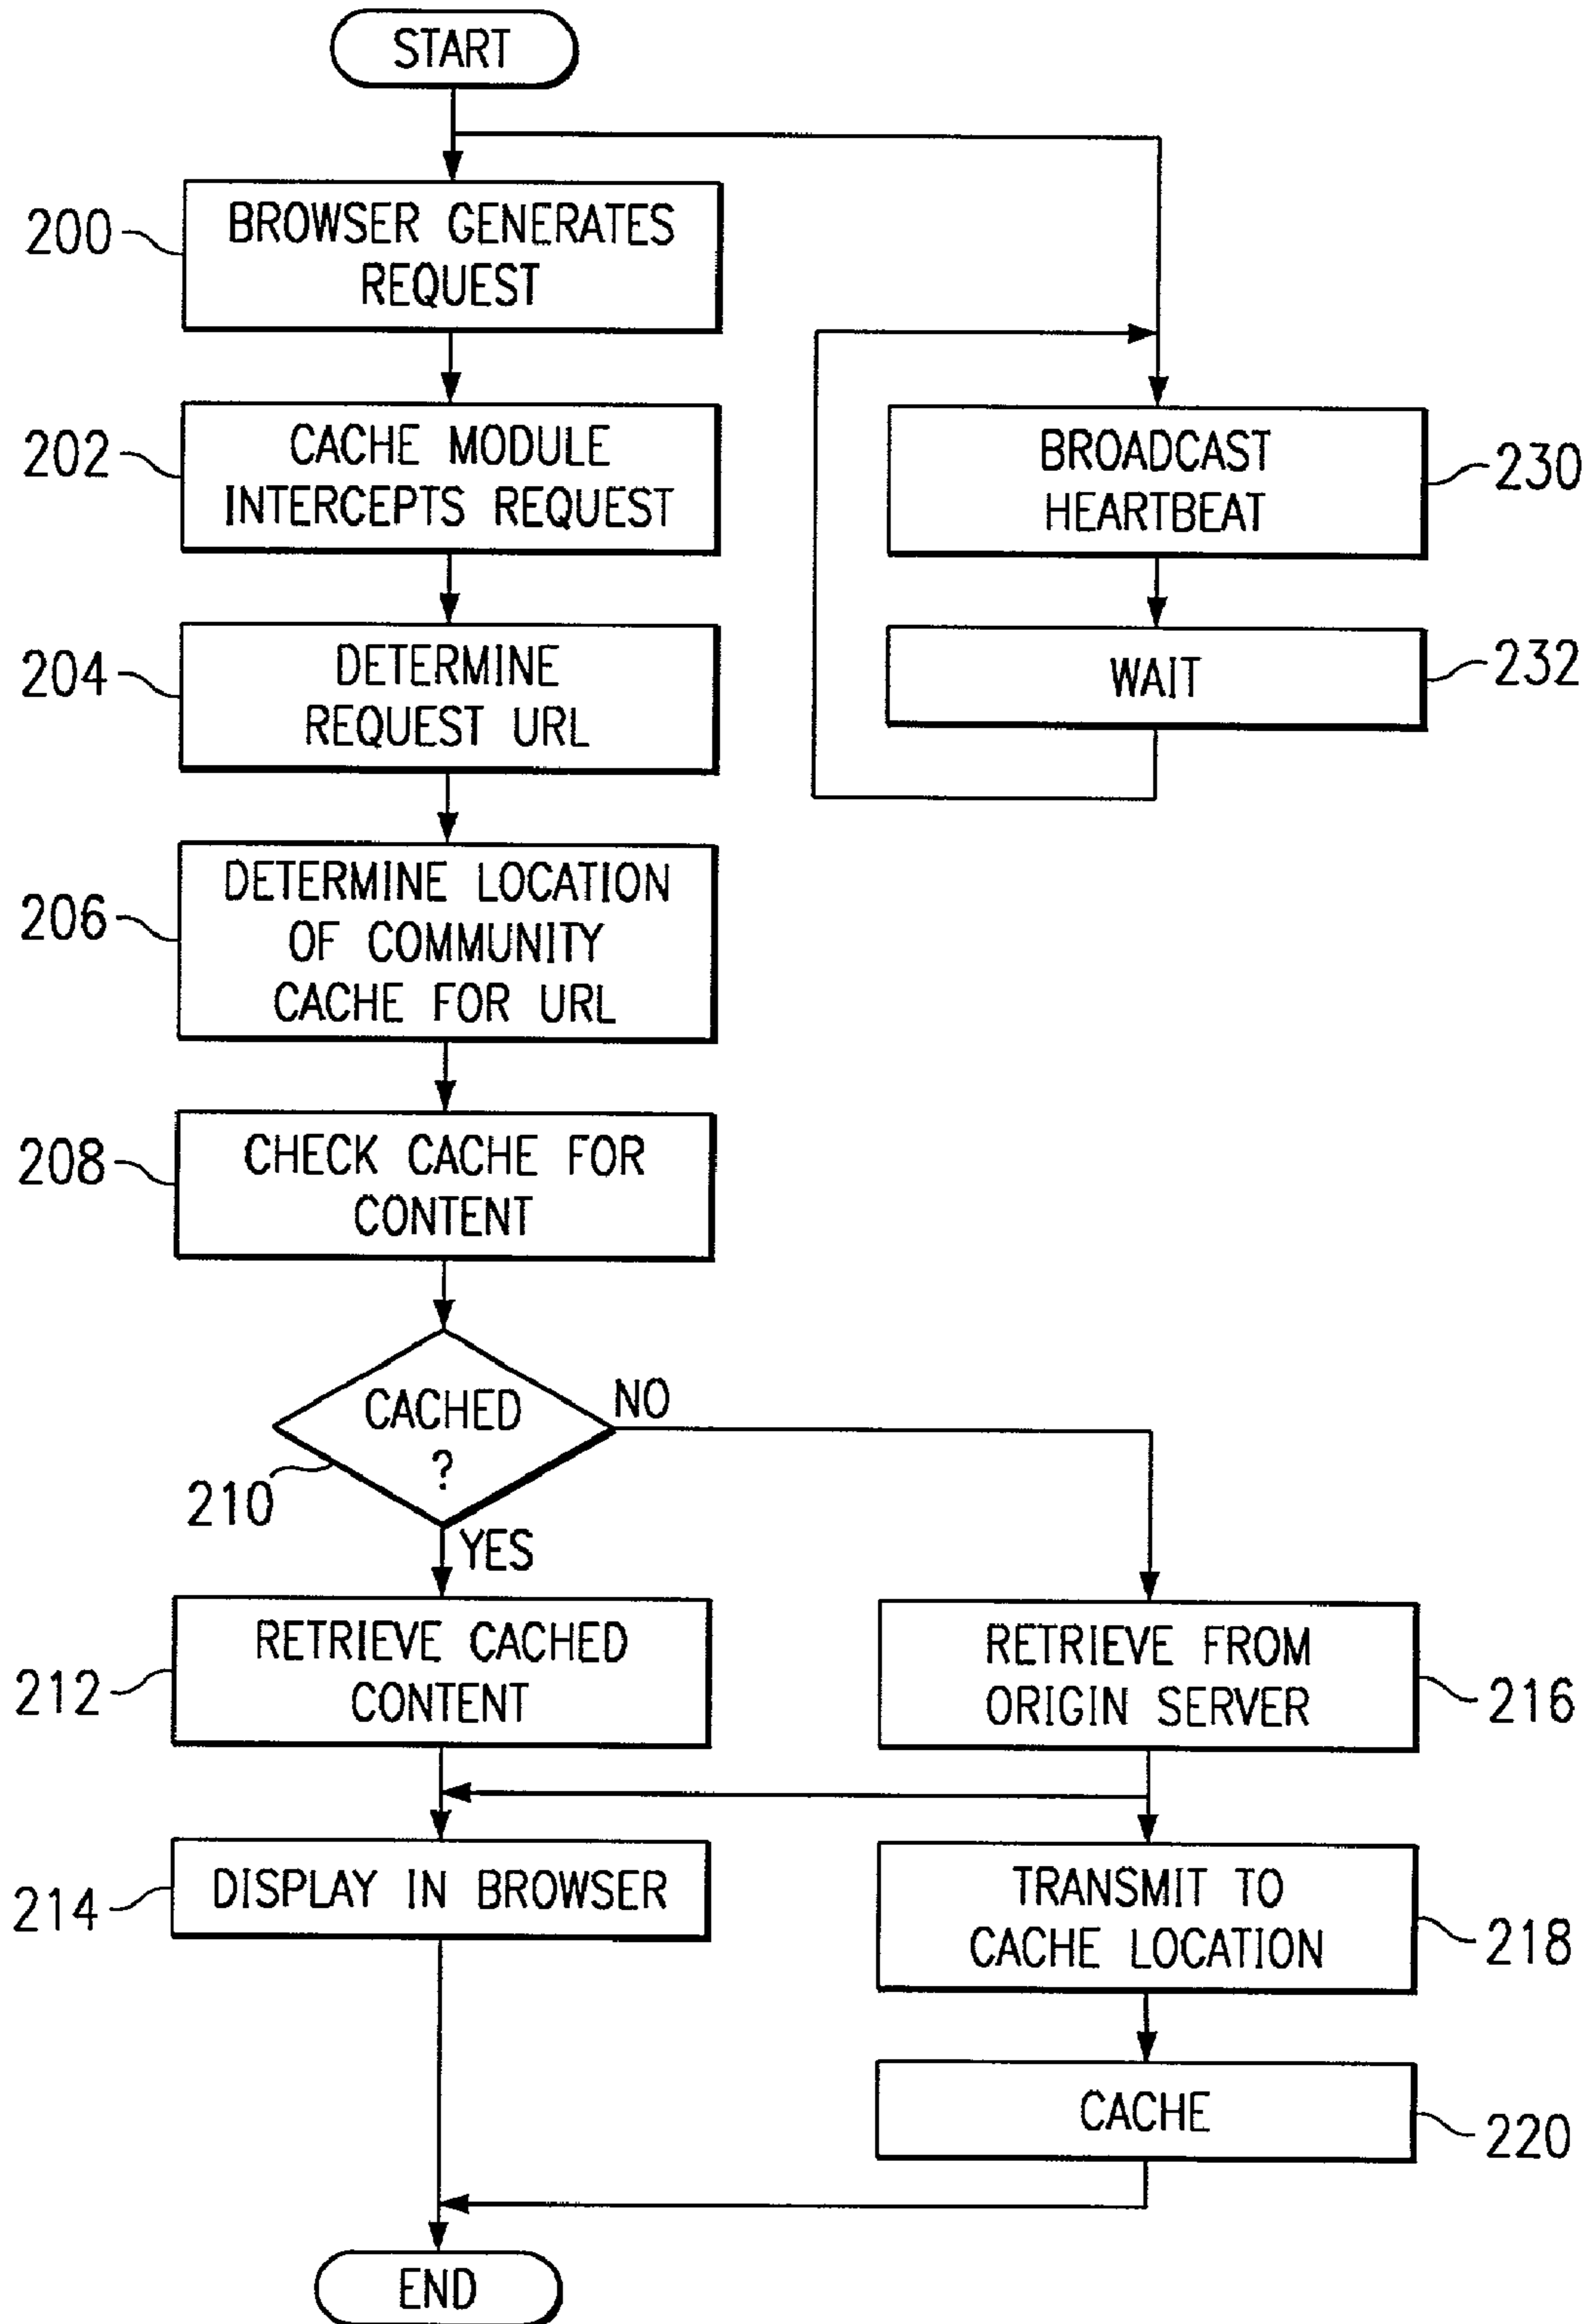 START
200
BROWSER GENERATES
REQUEST
202
CACHE MODULE
INTERCEPTS REQUEST
BROADCAST
HEARTBEAT
230
204
DETERMINE
REQUEST URL
WAIT
232
206
DETERMINE LOCATION
OF COMMUNITY
CACHE FOR URL
208
CHECK CACHE FOR
CONTENT
CACHED
?
NO
210
YES
212
RETRIEVE CACHED
CONTENT
RETRIEVE FROM
ORIGIN SERVER
216
214
DISPLAY IN BROWSER
TRANSMIT TO
CACHE LOCATION
218
CACHE
220
END